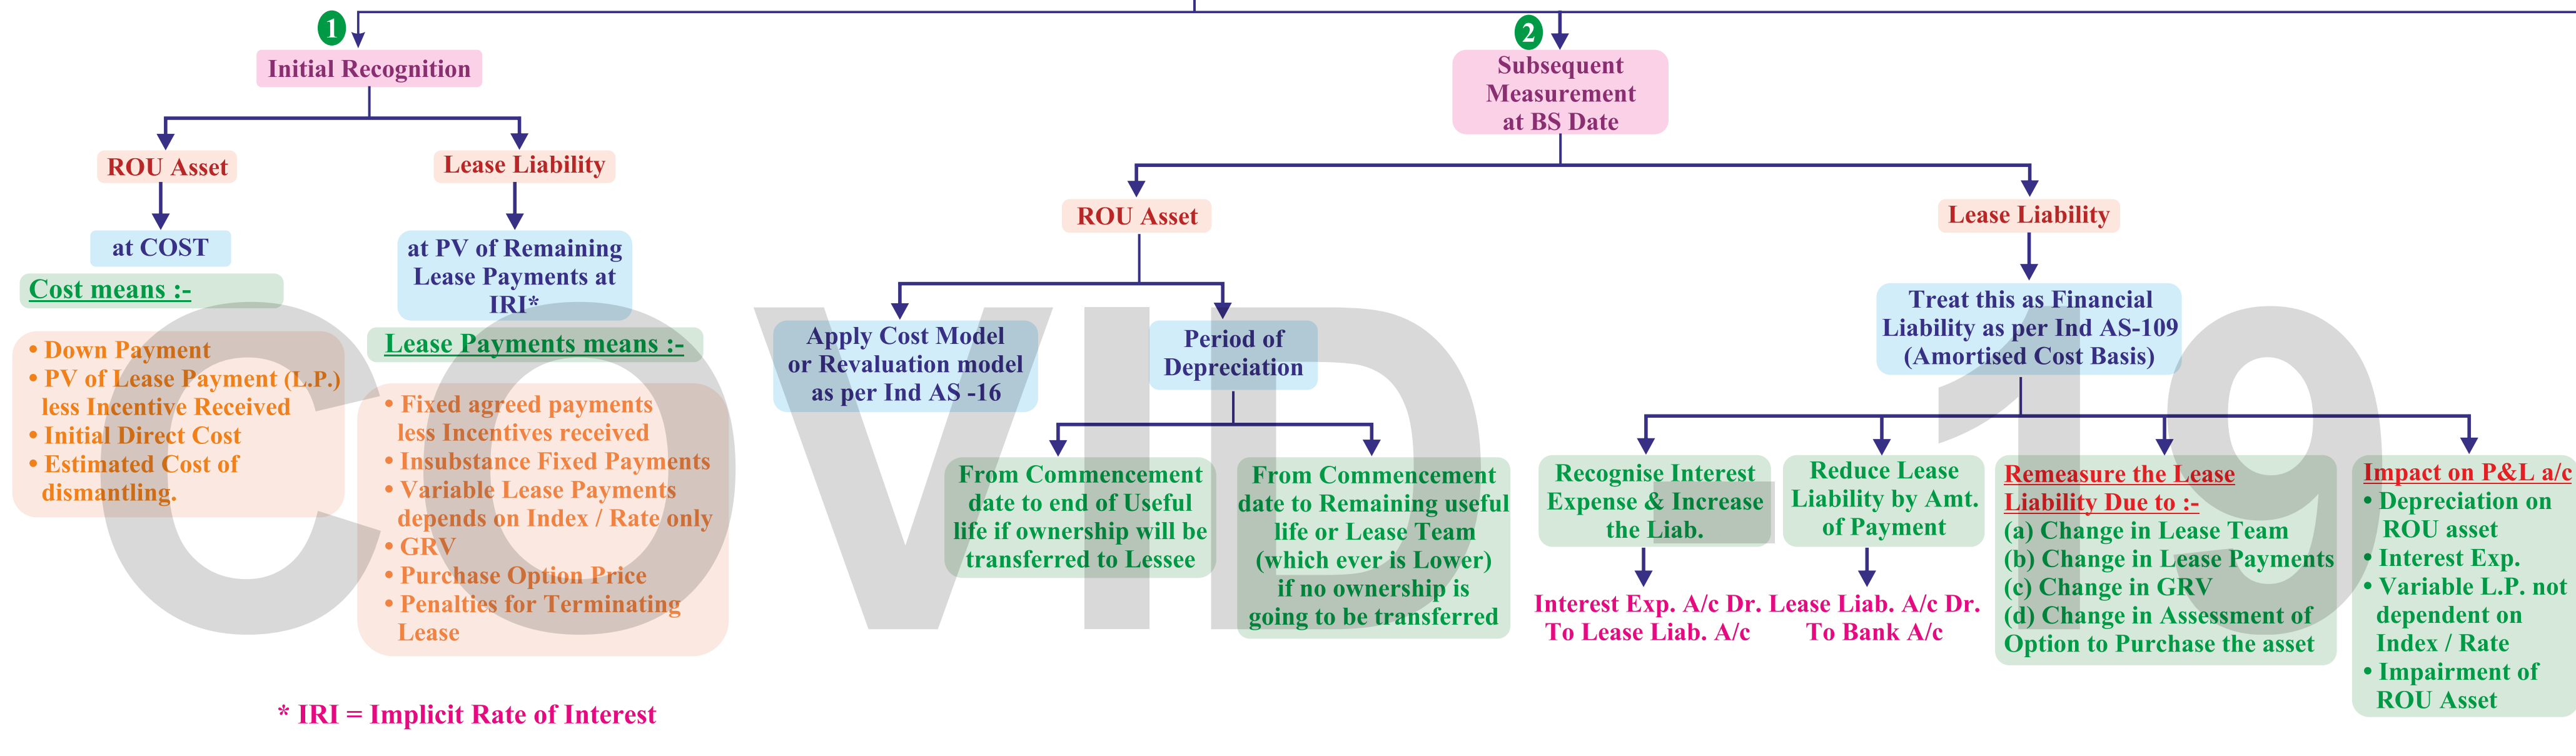 1
Initial Recognition
ROU Asset
at COST
Cost means :-
• Down Payment
• PV of Lease Payment (L.P.)
less Incentive Received
• Initial Direct Cost
• Estimated Cost of
dismantling.
Lease Liability
at PV of Remaining
Lease Payments at
IRI*
Lease Payments means :-
• Fixed agreed payments
less Incentives received
• Insubstance Fixed Payments
• Variable Lease Payments
depends on Index / Rate only
• GRV
• Purchase Option Price
• Penalties for Terminating
Lease
* IRI = Implicit Rate of Interest
2
Subsequent
Measurement
at BS Date
ROU Asset
Apply Cost Model
or Revaluation model
as per Ind AS -16
Period of
Depreciation
From Commencement
date to end of Useful
life if ownership will be
transferred to Lessee
From Commencement
date to Remaining useful
life or Lease Team
(which ever is Lower)
if no ownership is
going to be transferred
Lease Liability
Treat this as Financial
Liability as per Ind AS-109
(Amortised Cost Basis)
Recognise Interest
Expense & Increase
the Liab.
Interest Exp. A/c Dr.
To Lease Liab. A/c
Reduce Lease
Liability by Amt.
of Payment
Lease Liab. A/c Dr.
To Bank A/c
Remeasure the Lease
Liability Due to :-
(a) Change in Lease Team
(b) Change in Lease Payments
(c) Change in GRV
(d) Change in Assessment of
Option to Purchase the asset
Impact on P&L a/c
• Depreciation on
ROU asset
• Interest Exp.
• Variable L.P. not
dependent on
Index / Rate
• Impairment of
ROU Asset
COVID-19